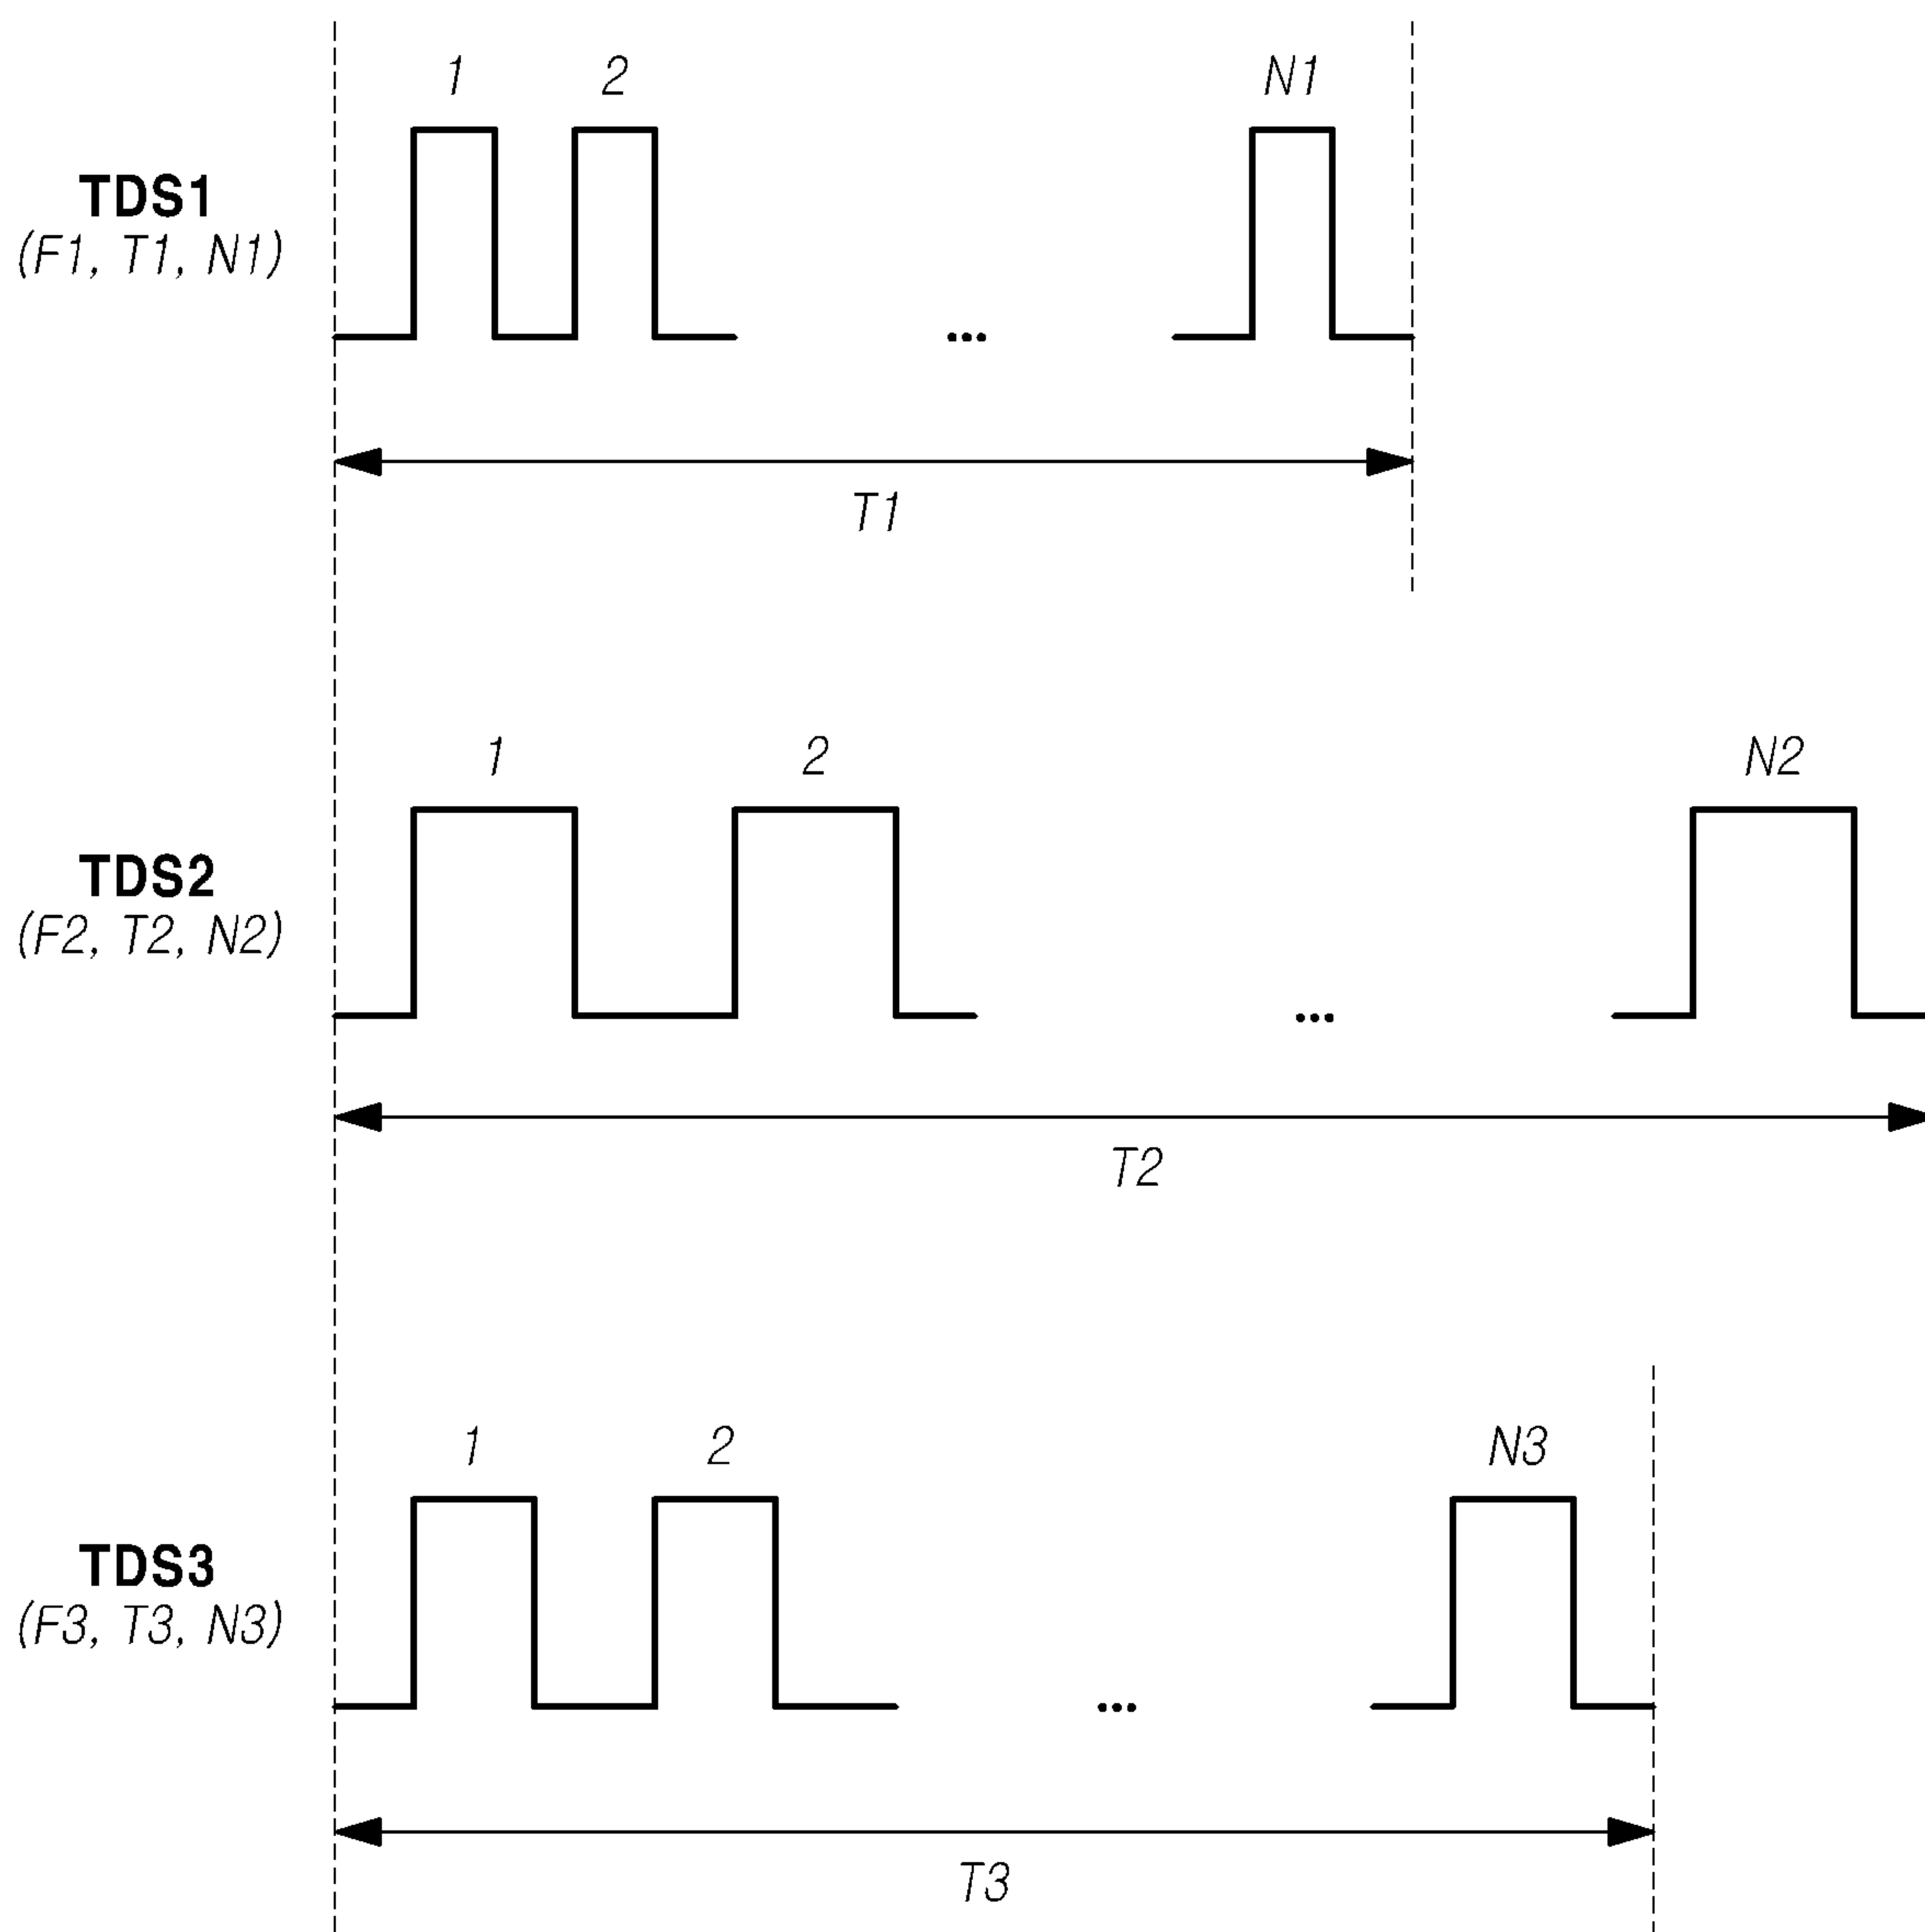 1 2 N1
TDS1
(F1, T1, N1)
...
T1
1 2 N2
TDS2
(F2, T2, N2)
...
T2
1 2 N3
TDS3
(F3, T3, N3)
...
T3